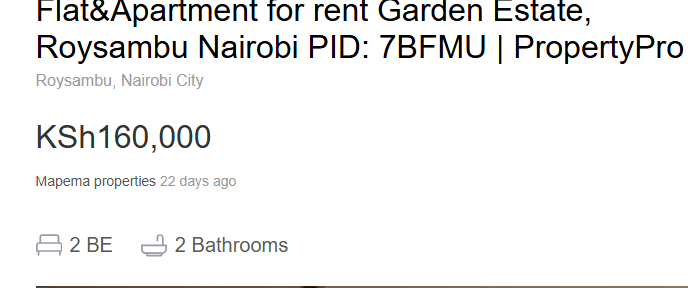 Flat&Apartment for rent Garden Estate,
Roysambu Nairobi PID: 7BFMU | PropertyPro
Roysambu, Nairobi City
KSh160,000
Mapema properties 22 days ago
2 BE 2 Bathrooms